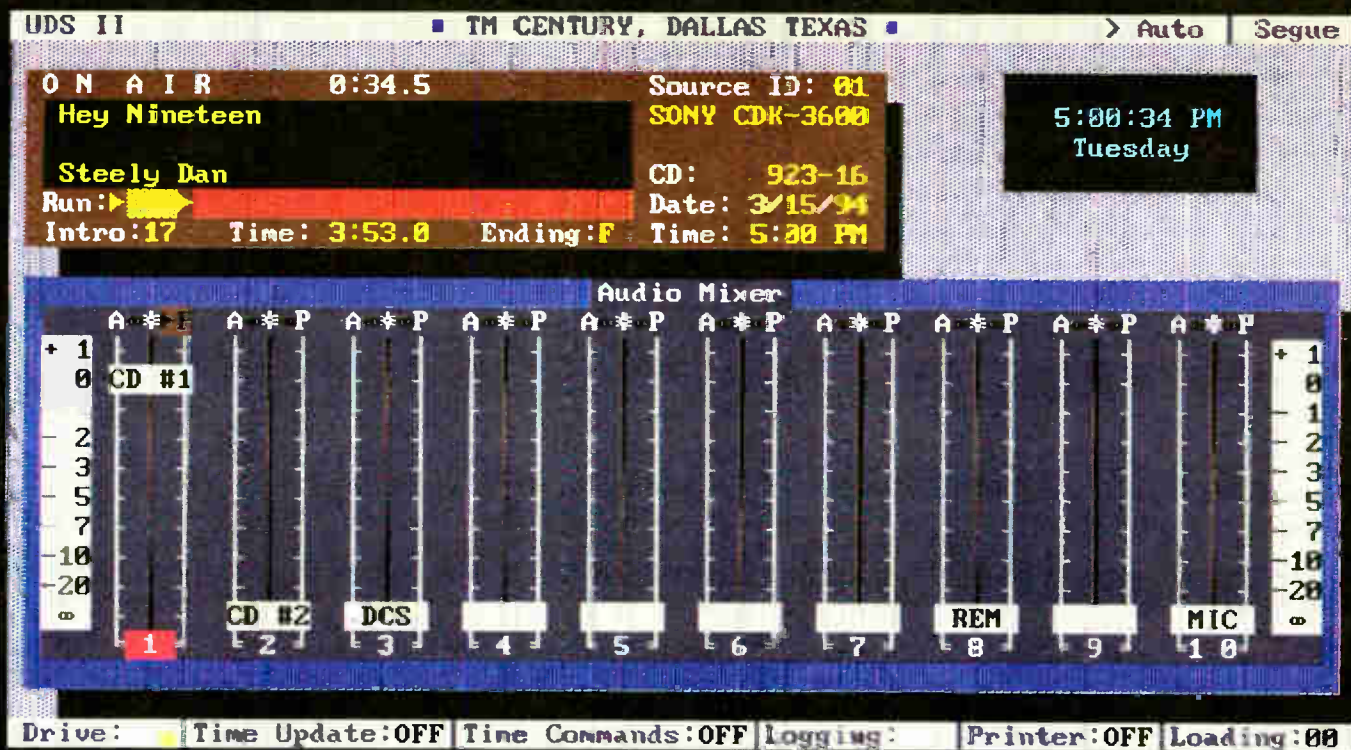 UDS II ▪ TM CENTURY, DALLAS TEXAS ▪ > Auto | Segue
ON AIR 0:34.5 Source ID: 01
Hey Nineteen SONY CDK-3600
5:00:34 PM
Tuesday
Steely Dan CD: 923-16
Run: Date: 3/15/94
Intro:17 Time: 3:53.0 Ending:F Time: 5:00 PM
Audio Mixer
A * P A * P A * P A * P A * P A * P A * P A * P A * P A * P
+ 1 + 1
0 CD #1 0
- 1
- 2 - 2
- 3 - 3
- 5 - 5
- 7 - 7
-10 -10
-20 -20
∞ CD #2 DCS REM MIC ∞
1 2 3 4 5 6 7 8 9 10
Drive: Time Update:OFF Time Commands:OFF Logging: Printer:OFF Loading:00